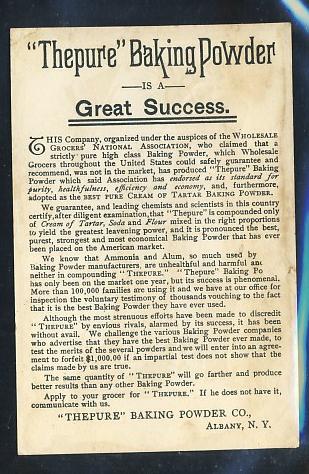 "Thepure" Baking Powder
—IS A—
Great Success.
THIS Company, organized under the auspices of the WHOLESALE
GROCERS' NATIONAL ASSOCIATION, who claimed that a
strictly pure high class Baking Powder, which Wholesale
Grocers throughout the United States could safely guarantee and
recommend, was not in the market, has produced "Thepure" Baking
Powder which said Association has endorsed as its standard for
purity, healthfulness, efficiency and economy, and, furthermore,
adopted as the BEST PURE CREAM OF TARTAR BAKING POWDER.
We guarantee, and leading chemists and scientists in this country
certify, after diligent examination, that "Thepure" is compounded only
of Cream of Tartar, Soda and Flour mixed in the right proportions
to yield the greatest leavening power, and it is pronounced the best,
purest, strongest and most economical Baking Powder that has ever
been placed on the American market.
We know that Ammonia and Alum, so much used by
Baking Powder manufacturers, are unhealthful and harmful and
neither in compounding "THEPURE." "Thepure" Baking Po
has only been on the market one year, but its success is phenomenal.
More than 100,000 families are using it and we have at our office for
inspection the voluntary testimony of thousands vouching to the fact
that it is the best Baking Powder they have ever used.
Although the most strenuous efforts have been made to discredit
"THEPURE" by envious rivals, alarmed by its success, it has been
without avail. We challenge the various Baking Powder companies
who advertise that they have the best Baking Powder ever made, to
test the merits of the several powders and we will enter into an agree-
ment to forfeit $1,000.00 if an impartial test does not show that the
claims made by us are true.
The same quantity of "THEPURE" will go farther and produce
better results than any other Baking Powder.
Apply to your grocer for "THEPURE." If he does not have it,
communicate with us.
"THEPURE" BAKING POWDER CO.,
ALBANY, N. Y.